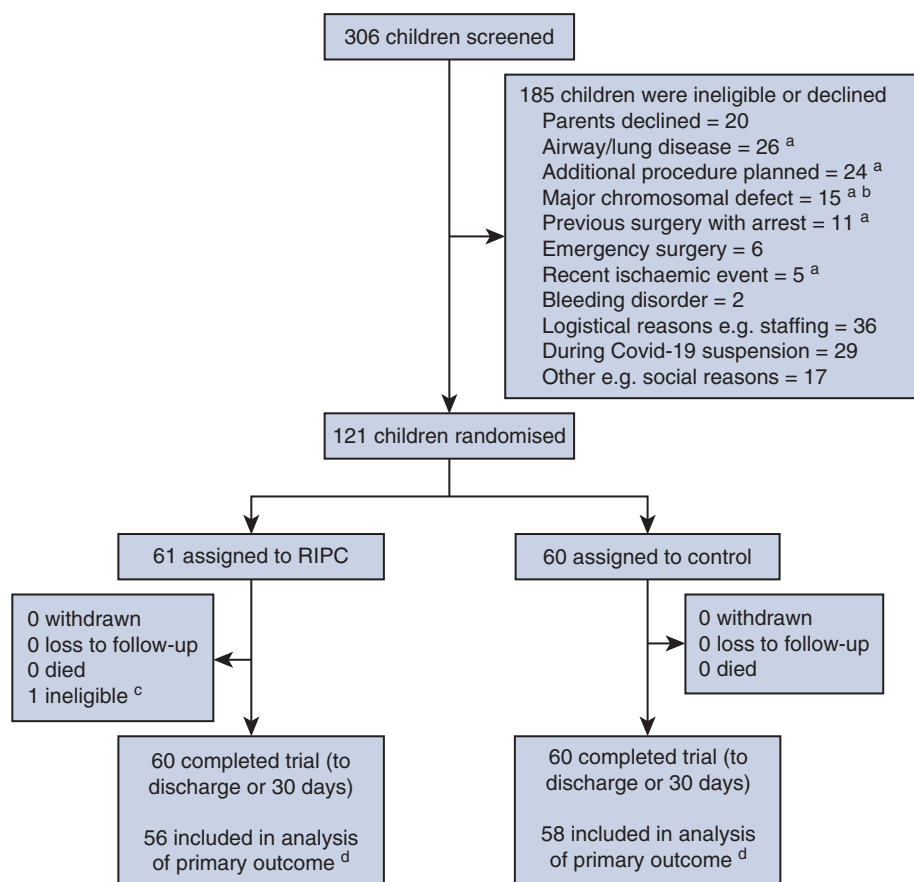 306 children screened
185 children were ineligible or declined
Parents declined = 20
Airway/lung disease = 26 a
Additional procedure planned = 24 a
Major chromosomal defect = 15 a b
Previous surgery with arrest = 11 a
Emergency surgery = 6
Recent ischaemic event = 5 a
Bleeding disorder = 2
Logistical reasons e.g. staffing = 36
During Covid-19 suspension = 29
Other e.g. social reasons = 17
121 children randomised
61 assigned to RIPC
60 assigned to control
0 withdrawn
0 loss to follow-up
0 died
1 ineligible c
0 withdrawn
0 loss to follow-up
0 died
60 completed trial (to
discharge or 30 days)
56 included in analysis
of primary outcome d
60 completed trial (to
discharge or 30 days)
58 included in analysis
of primary outcome d